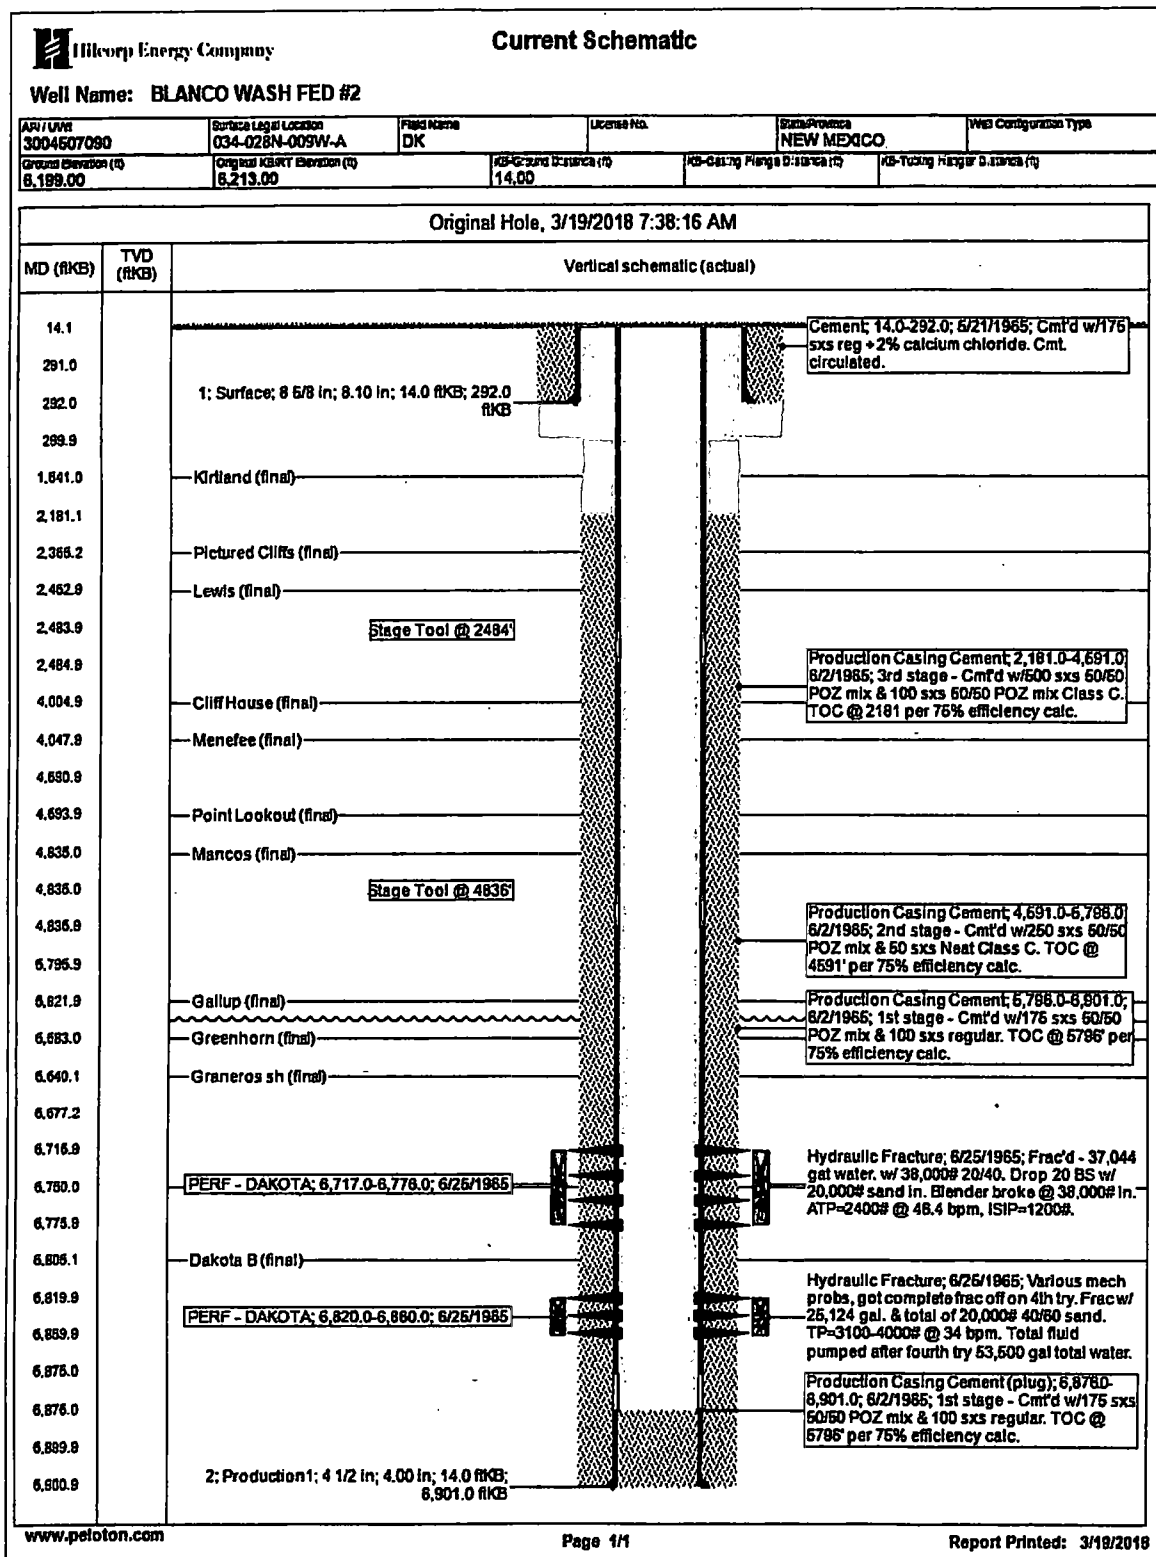 Hilcorp Energy Company
Current Schematic
Well Name: BLANCO WASH FED #2
API / UWI
3004507090
Surface Legal Location
034-028N-009W-A
Field Name
DK
License No.
State/Province
NEW MEXICO
Well Configuration Type
Ground Elevation (ft)
6,199.00
Original KB/RT Elevation (ft)
6,213.00
KB-Ground Distance (ft)
14.00
KB-Casing Flange Distance (ft)
KB-Tubing Hanger Distance (ft)
Original Hole, 3/19/2018 7:38:16 AM
MD (ftKB)
TVD
(ftKB)
Vertical schematic (actual)
14.1
Cement; 14.0-292.0; 5/21/1965; Cmt'd w/175
sxs reg + 2% calcium chloride. Cmt.
circulated.
291.0
1; Surface; 8 5/8 in; 8.10 in; 14.0 ftKB; 292.0
ftKB
292.0
299.9
1,641.0
Kirtland (final)
2,181.1
2,366.2
Pictured Cliffs (final)
2,452.9
Lewis (final)
2,483.9
Stage Tool @ 2484'
2,484.9
Production Casing Cement; 2,181.0-4,591.0;
6/2/1965; 3rd stage - Cmt'd w/500 sxs 50/50
POZ mix & 100 sxs 50/50 POZ mix Class C.
TOC @ 2181 per 75% efficiency calc.
4,004.9
Cliff House (final)
4,047.9
Menefee (final)
4,590.9
4,693.9
Point Lookout (final)
4,835.0
Mancos (final)
4,836.0
Stage Tool @ 4836'
4,836.9
Production Casing Cement; 4,591.0-5,796.0;
6/2/1965; 2nd stage - Cmt'd w/250 sxs 50/50
POZ mix & 50 sxs Neat Class C. TOC @
4591' per 75% efficiency calc.
5,795.9
5,821.9
Gallup (final)
Production Casing Cement; 5,796.0-6,901.0;
6/2/1965; 1st stage - Cmt'd w/175 sxs 50/50
POZ mix & 100 sxs regular. TOC @ 5796' per
75% efficiency calc.
6,583.0
Greenhorn (final)
6,640.1
Graneros sh (final)
6,677.2
6,716.9
Hydraulic Fracture; 6/25/1965; Frac'd - 37,044
gat water. w/ 38,000# 20/40. Drop 20 BS w/
20,000# sand in. Blender broke @ 38,000# in.
ATP=2400# @ 46.4 bpm, ISIP=1200#.
6,750.0
PERF - DAKOTA; 6,717.0-6,776.0; 6/25/1965
6,775.9
6,805.1
Dakota B (final)
6,819.9
Hydraulic Fracture; 6/25/1965; Various mech
probs, got complete frac off on 4th try. Frac w/
25,124 gal. & total of 20,000# 40/60 sand.
TP=3100-4000# @ 34 bpm. Total fluid
pumped after fourth try 53,500 gal total water.
PERF - DAKOTA; 6,820.0-6,860.0; 6/25/1965
6,859.9
6,875.0
6,876.0
Production Casing Cement (plug); 6,876.0-
6,901.0; 6/2/1965; 1st stage - Cmt'd w/175 sxs
50/50 POZ mix & 100 sxs regular. TOC @
5796' per 75% efficiency calc.
6,899.9
6,900.9
2; Production1; 4 1/2 in; 4.00 in; 14.0 ftKB;
6,901.0 ftKB
www.peloton.com
Page 1/1
Report Printed: 3/19/2018